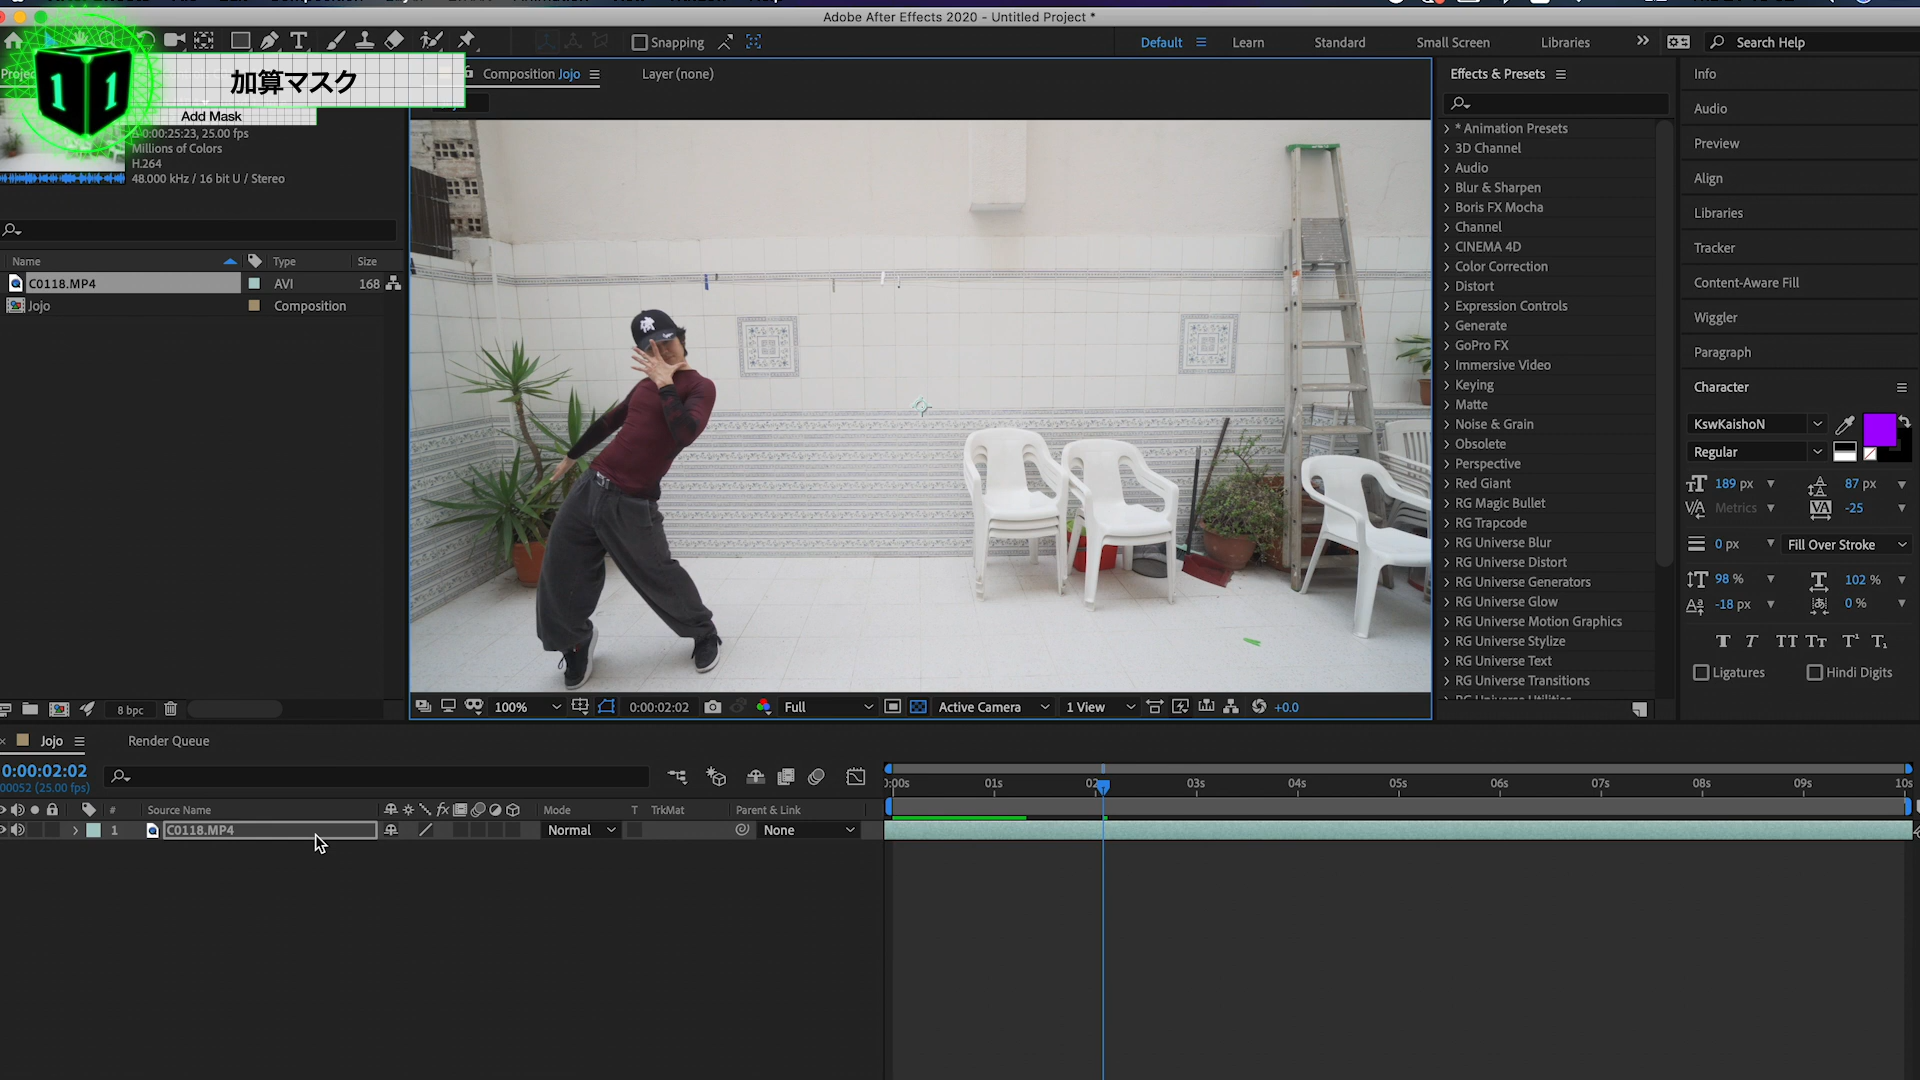 Adobe After Effects 2020 - Untitled Project *
Snapping
Default
Learn
Standard
Small Screen
Libraries
Search Help
11
加算マスク
Add Mask
Composition Jojo
Layer (none)
Δ 0:00:25:23, 25.00 fps
Millions of Colors
H.264
48.000 kHz / 16 bit U / Stereo
Name
Type
Size
C0118.MP4
AVI
168
Jojo
Composition
8 bpc
100%
0:00:02:02
Full
Active Camera
1 View
+0.0
Effects & Presets
* Animation Presets
3D Channel
Audio
Blur & Sharpen
Boris FX Mocha
Channel
CINEMA 4D
Color Correction
Distort
Expression Controls
Generate
GoPro FX
Immersive Video
Keying
Matte
Noise & Grain
Obsolete
Perspective
Red Giant
RG Magic Bullet
RG Trapcode
RG Universe Blur
RG Universe Distort
RG Universe Generators
RG Universe Glow
RG Universe Motion Graphics
RG Universe Stylize
RG Universe Text
RG Universe Transitions
Info
Audio
Preview
Align
Libraries
Tracker
Content-Aware Fill
Wiggler
Paragraph
Character
KswKaishoN
Regular
189 px
87 px
Metrics
-25
0 px
Fill Over Stroke
98 %
102 %
-18 px
0 %
Ligatures
Hindi Digits
Jojo
Render Queue
0:00:02:02
00052 (25.00 fps)
# Source Name
Mode
T TrkMat
Parent & Link
1 C0118.MP4
Normal
None
:00s 01s 02 03s 04s 05s 06s 07s 08s 09s 10s